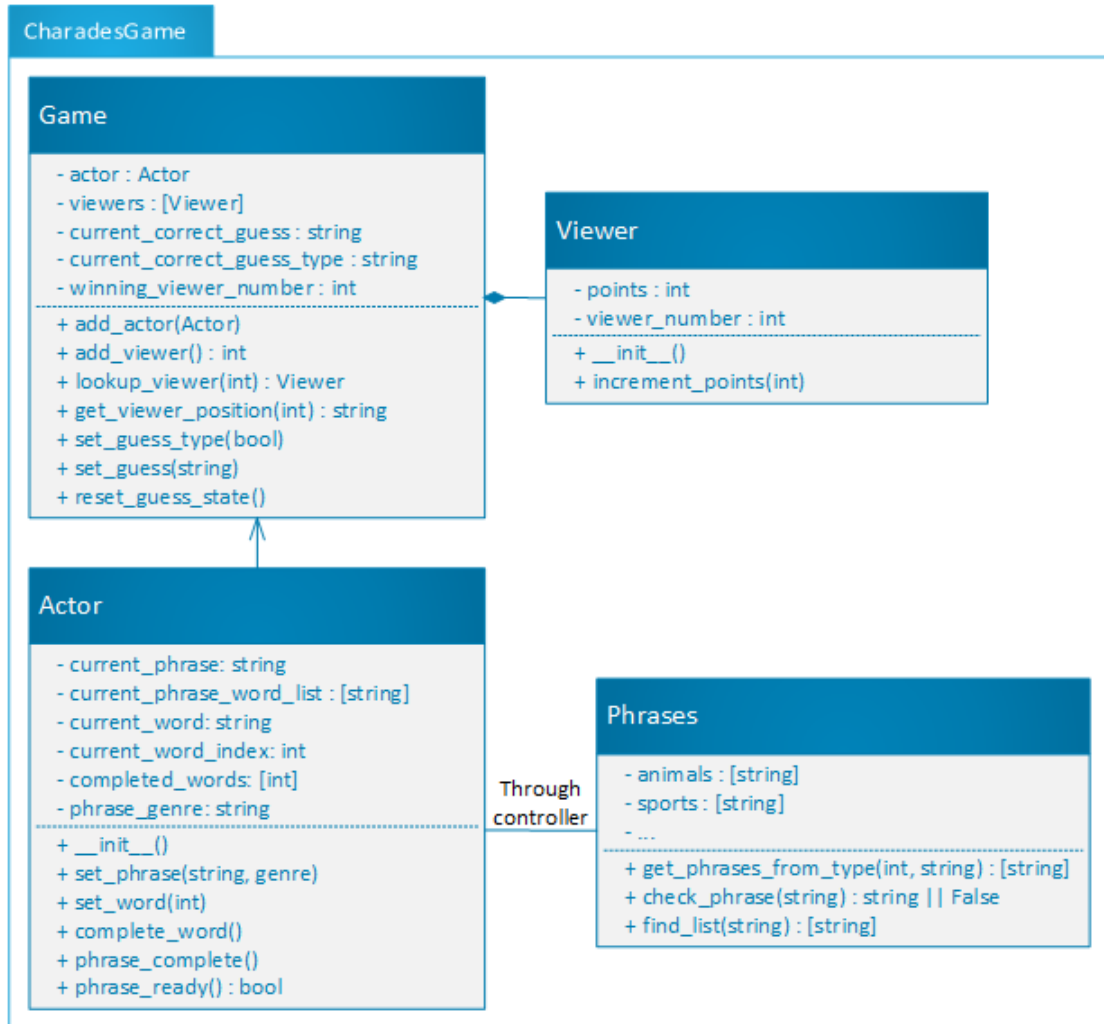 CharadesGame
Game
- actor : Actor
- viewers : [Viewer]
- current_correct_guess : string
- current_correct_guess_type : string
- winning_viewer_number : int
+ add_actor(Actor)
+ add_viewer() : int
+ lookup_viewer(int) : Viewer
+ get_viewer_position(int) : string
+ set_guess_type(bool)
+ set_guess(string)
+ reset_guess_state()
Viewer
- points : int
- viewer_number : int
+ __init__()
+ increment_points(int)
Actor
- current_phrase: string
- current_phrase_word_list : [string]
- current_word: string
- current_word_index: int
- completed_words: [int]
- phrase_genre: string
+ __init__()
+ set_phrase(string, genre)
+ set_word(int)
+ complete_word()
+ phrase_complete()
+ phrase_ready() : bool
Through
controller
Phrases
- animals : [string]
- sports : [string]
- ...
+ get_phrases_from_type(int, string) : [string]
+ check_phrase(string) : string || False
+ find_list(string) : [string]